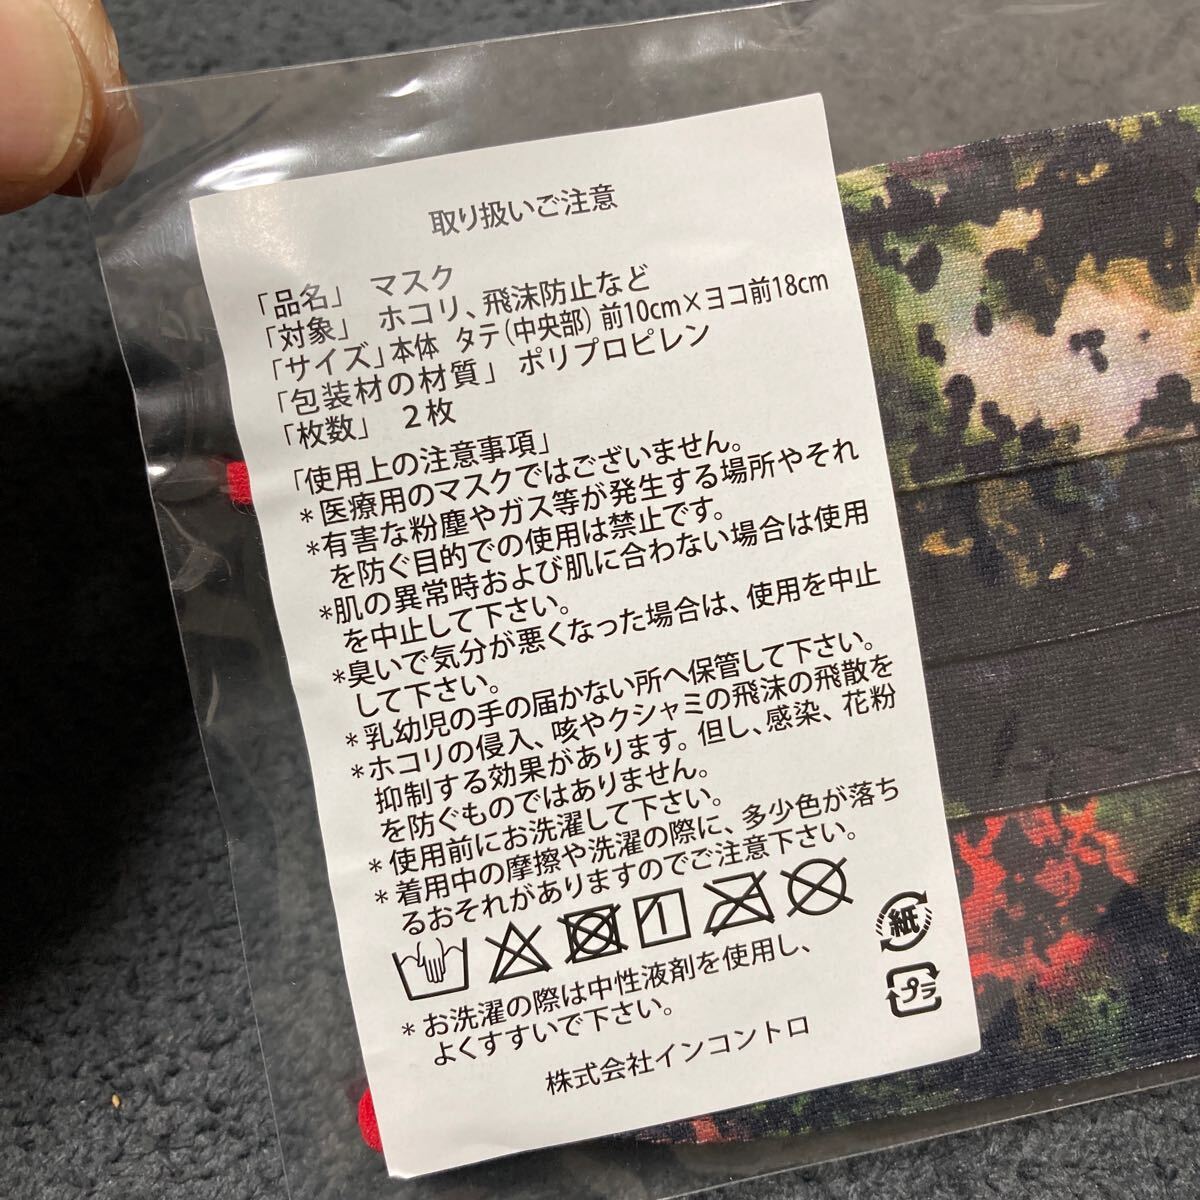 取り扱いご注意
「品名」 マスク
「対象」 ホコリ、飛沫防止など
「サイズ」本体 タテ(中央部) 前10cm×ヨコ前18cm
「包装材の材質」 ポリプロピレン
「枚数」 2枚
「使用上の注意事項」
*医療用のマスクではございません。
*有害な粉塵やガス等が発生する場所やそれ
を防ぐ目的での使用は禁止です。
*肌の異常時および肌に合わない場合は使用
を中止して下さい。
*臭いで気分が悪くなった場合は、使用を中止
して下さい。
*乳幼児の手の届かない所へ保管して下さい。
*ホコリの侵入、咳やクシャミの飛沫の飛散を
抑制する効果があります。但し、感染、花粉
を防ぐものではありません。
*使用前にお洗濯して下さい。
*着用中の摩擦や洗濯の際に、多少色が落ち
るおそれがありますのでご注意下さい。
紙
プラ
*お洗濯の際は中性液剤を使用し、
よくすすいで下さい。
株式会社インコントロ